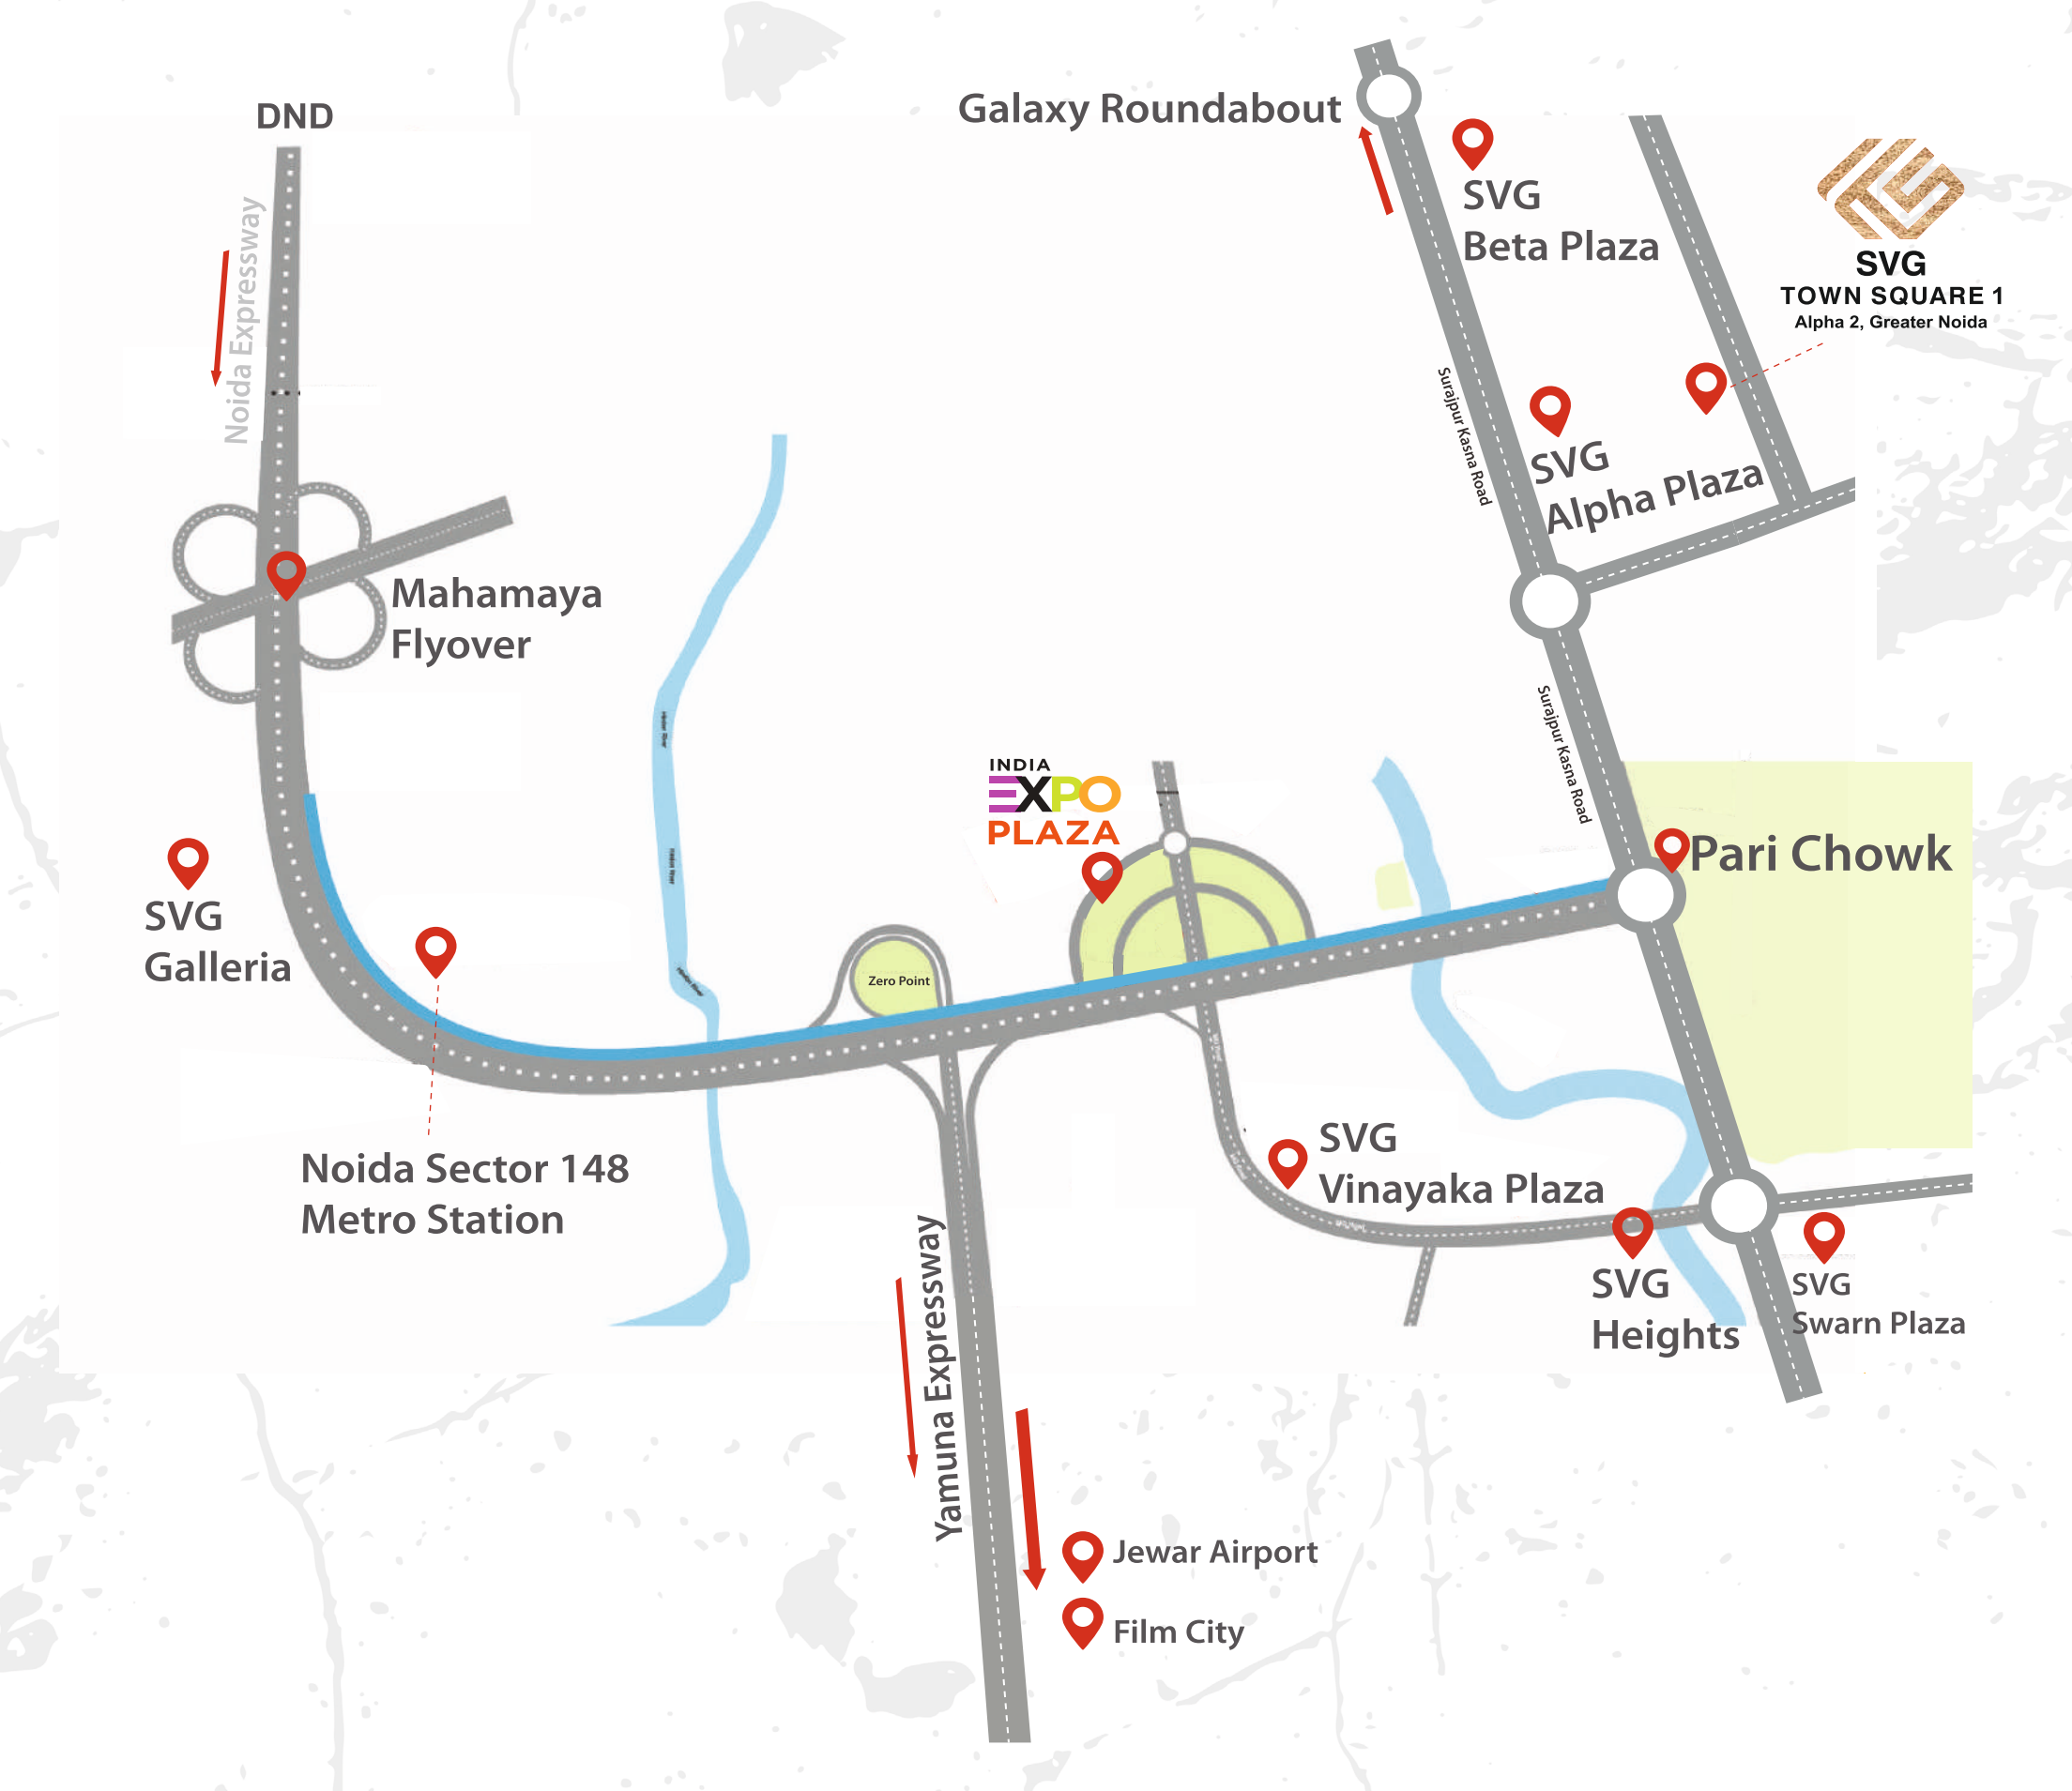 DND
Galaxy Roundabout
SVG
Beta Plaza
SVG
TOWN SQUARE 1
Alpha 2, Greater Noida
Noida Expressway
Surajpur Kasna Road
SVG
Alpha Plaza
Mahamaya
Flyover
Surajpur Kasna Road
INDIA
EXPO
PLAZA
Pari Chowk
SVG
Galleria
Zero Point
Noida Sector 148
Metro Station
SVG
Vinayaka Plaza
SVG
Heights
SVG
Swarn Plaza
Yamuna Expressway
Jewar Airport
Film City